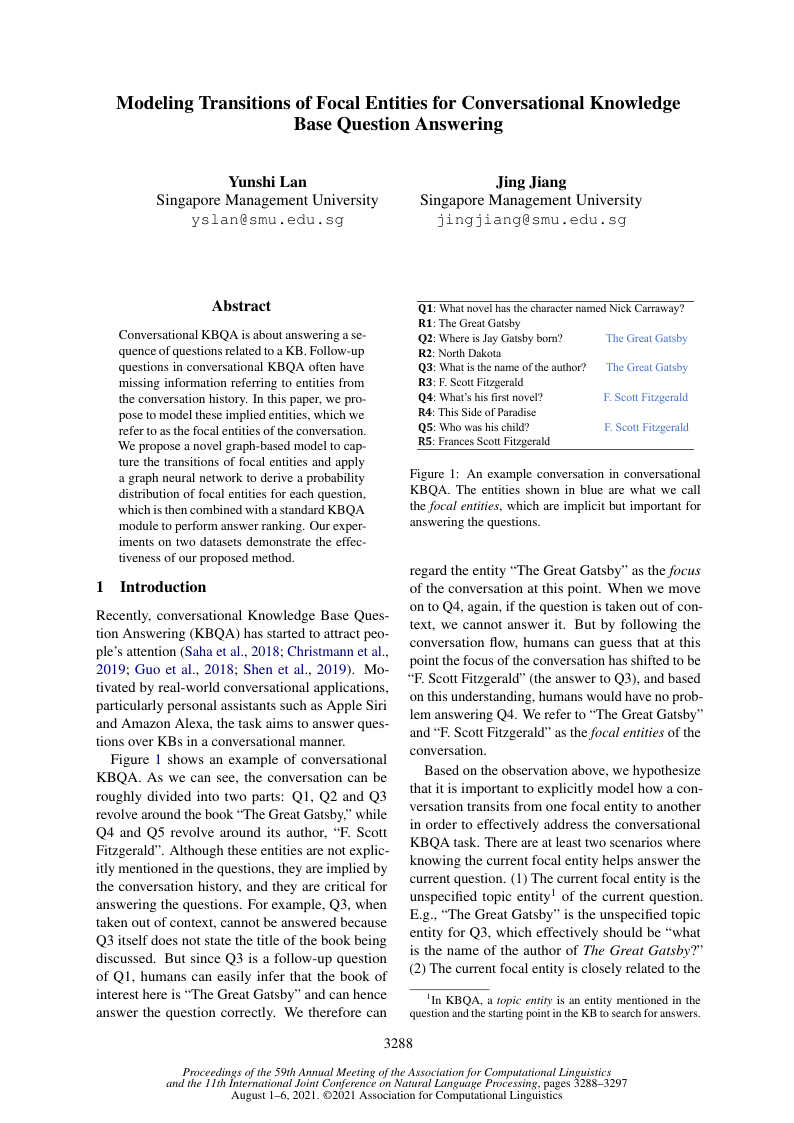 Modeling Transitions of Focal Entities for Conversational Knowledge
Base Question Answering
Yunshi Lan
Singapore Management University
yslan@smu.edu.sg
Jing Jiang
Singapore Management University
jingjiang@smu.edu.sg
Abstract
Conversational KBQA is about answering a se-
quence of questions related to a KB. Follow-up
questions in conversational KBQA often have
missing information referring to entities from
the conversation history. In this paper, we pro-
pose to model these implied entities, which we
refer to as the focal entities of the conversation.
We propose a novel graph-based model to cap-
ture the transitions of focal entities and apply
a graph neural network to derive a probability
distribution of focal entities for each question,
which is then combined with a standard KBQA
module to perform answer ranking. Our exper-
iments on two datasets demonstrate the effec-
tiveness of our proposed method.
1 Introduction
Recently, conversational Knowledge Base Ques-
tion Answering (KBQA) has started to attract peo-
ple's attention (Saha et al., 2018; Christmann et al.,
2019; Guo et al., 2018; Shen et al., 2019). Mo-
tivated by real-world conversational applications,
particularly personal assistants such as Apple Siri
and Amazon Alexa, the task aims to answer ques-
tions over KBs in a conversational manner.
Figure 1 shows an example of conversational
KBQA. As we can see, the conversation can be
roughly divided into two parts: Q1, Q2 and Q3
revolve around the book “The Great Gatsby,” while
Q4 and Q5 revolve around its author, “F. Scott
Fitzgerald”. Although these entities are not explic-
itly mentioned in the questions, they are implied by
the conversation history, and they are critical for
answering the questions. For example, Q3, when
taken out of context, cannot be answered because
Q3 itself does not state the title of the book being
discussed. But since Q3 is a follow-up question
of Q1, humans can easily infer that the book of
interest here is “The Great Gatsby” and can hence
answer the question correctly. We therefore can
Q1: What novel has the character named Nick Carraway?
R1: The Great Gatsby
Q2: Where is Jay Gatsby born? The Great Gatsby
R2: North Dakota
Q3: What is the name of the author? The Great Gatsby
R3: F. Scott Fitzgerald
Q4: What's his first novel? F. Scott Fitzgerald
R4: This Side of Paradise
Q5: Who was his child? F. Scott Fitzgerald
R5: Frances Scott Fitzgerald
Figure 1: An example conversation in conversational
KBQA. The entities shown in blue are what we call
the focal entities, which are implicit but important for
answering the questions.
regard the entity “The Great Gatsby” as the focus
of the conversation at this point. When we move
on to Q4, again, if the question is taken out of con-
text, we cannot answer it. But by following the
conversation flow, humans can guess that at this
point the focus of the conversation has shifted to be
“F. Scott Fitzgerald” (the answer to Q3), and based
on this understanding, humans would have no prob-
lem answering Q4. We refer to “The Great Gatsby”
and “F. Scott Fitzgerald” as the focal entities of the
conversation.
Based on the observation above, we hypothesize
that it is important to explicitly model how a con-
versation transits from one focal entity to another
in order to effectively address the conversational
KBQA task. There are at least two scenarios where
knowing the current focal entity helps answer the
current question. (1) The current focal entity is the
unspecified topic entity1 of the current question.
E.g., “The Great Gatsby” is the unspecified topic
entity for Q3, which effectively should be “what
is the name of the author of The Great Gatsby?”
(2) The current focal entity is closely related to the
1In KBQA, a topic entity is an entity mentioned in the
question and the starting point in the KB to search for answers.
3288
Proceedings of the 59th Annual Meeting of the Association for Computational Linguistics
and the 11th International Joint Conference on Natural Language Processing, pages 3288–3297
August 1–6, 2021. ©2021 Association for Computational Linguistics